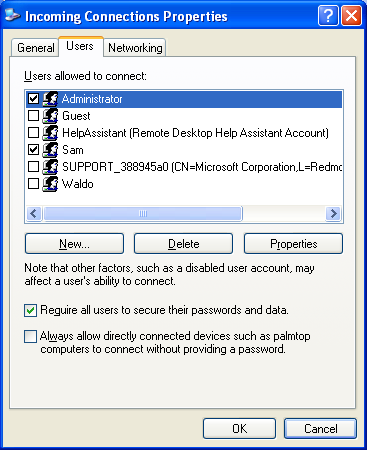 Incoming Connections Properties
General
Users
Networking
Users allowed to connect:
Administrator
Guest
HelpAssistant (Remote Desktop Help Assistant Account)
Sam
SUPPORT_388945a0 (CN=Microsoft Corporation,L=Redmo
Waldo
New...
Delete
Properties
Note that other factors, such as a disabled user account, may
affect a user's ability to connect.
Require all users to secure their passwords and data.
Always allow directly connected devices such as palmtop
computers to connect without providing a password.
OK
Cancel